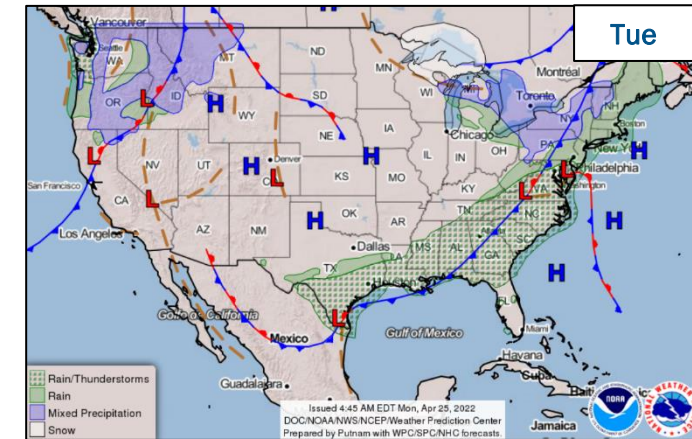 Tue
H
Vancouver
Seattle
WA
MT
ND
MN
Montréal
OR
L
ID
H
SD
WI
MI
Toronto
NH
WY
NY
Boston
L
NE
IA
Chicago
PA
New York
H
NV
UT
H
Denver
H
IL
IN
OH
Philadelphia
L
San Francisco
CA
L
L
CO
KS
MO
KY
L
VA
Washington
Los Angeles
AZ
NM
H
OK
AR
TN
NC
H
Dallas
MS
AL
GA
SC
TX
LA
Houston
H
FL
L
Golfo de California
Mexico
Gulf of Mexico
Miami
Havana
Cuba
Guadalajara
Jamaica
Rain/Thunderstorms
Rain
Mixed Precipitation
Snow
Issued 4:45 AM EDT Mon, Apr 25, 2022
DOC/NOAA/NWS/NCEP/Weather Prediction Center
Prepared by Putnam with WPC/SPC/NHC forecasts.
NOAA